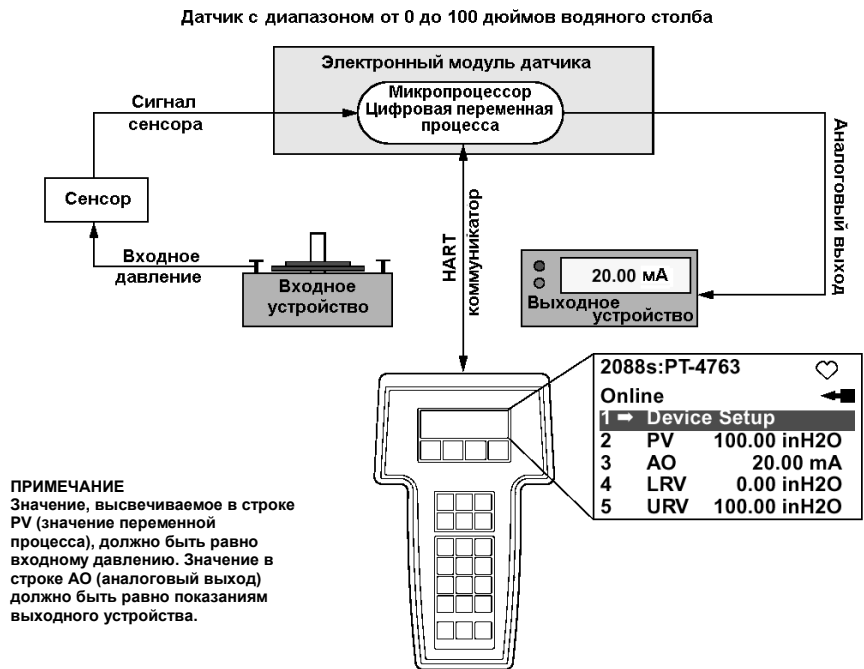 Датчик с диапазоном от 0 до 100 дюймов водяного столба
Электронный модуль датчика
Микропроцессор
Цифровая переменная
процесса
Сигнал
сенсора
Аналоговый выход
Сенсор
Входное
давление
HART
коммуникатор
Входное
устройство
20.00 мА
Выходное
устройство
2088s:PT-4763
Online
1 ➡ Device Setup
2 PV 100.00 inH2O
3 AO 20.00 mA
4 LRV 0.00 inH2O
5 URV 100.00 inH2O
ПРИМЕЧАНИЕ
Значение, высвечиваемое в строке
PV (значение переменной
процесса), должно быть равно
входному давлению. Значение в
строке АО (аналоговый выход)
должно быть равно показаниям
выходного устройства.